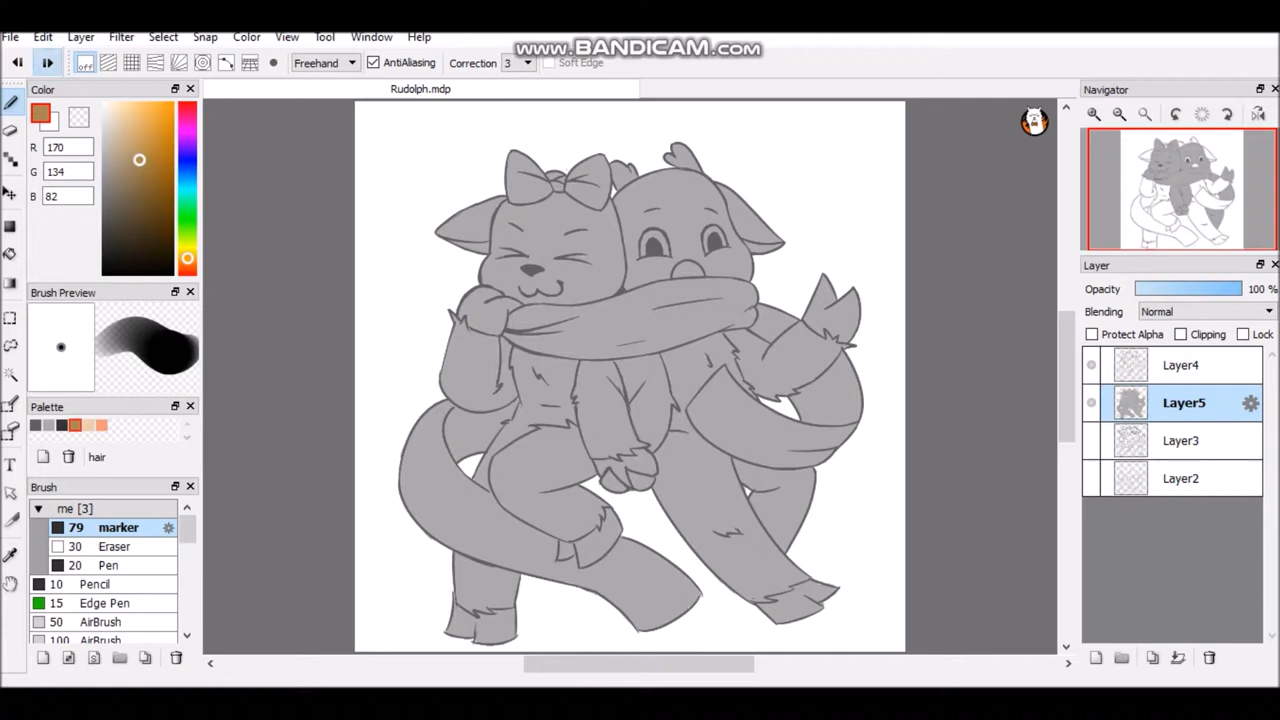 File Edit Layer Filter Select Snap Color View Tool Window Help
www.BANDICAM.com
off Freehand AntiAliasing Correction 3 Soft Edge
Color
Rudolph.mdp
Navigator
R 170
G 134
B 82
Brush Preview
Palette
hair
Brush
me [3]
79 marker
30 Eraser
20 Pen
10 Pencil
15 Edge Pen
50 AirBrush
100 AirBrush
Layer
Opacity 100 %
Blending Normal
Protect Alpha Clipping Lock
Layer4
Layer5
Layer3
Layer2